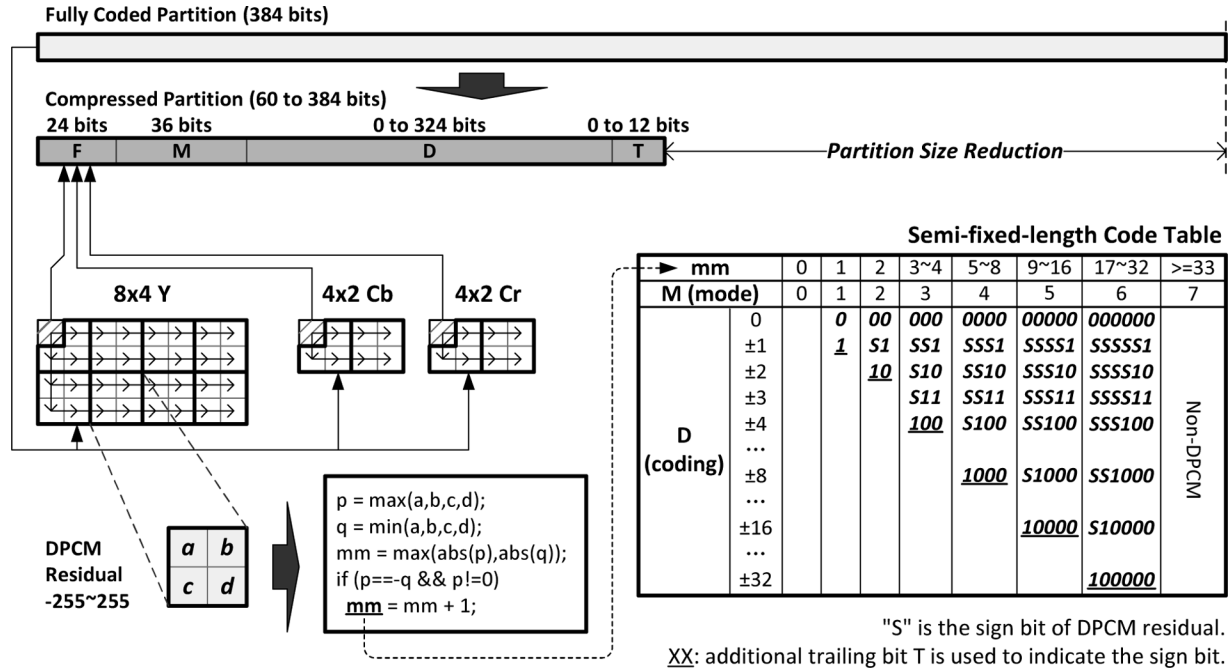 Fully Coded Partition (384 bits)
Compressed Partition (60 to 384 bits)
24 bits 36 bits 0 to 324 bits 0 to 12 bits
F M D T Partition Size Reduction
Semi-fixed-length Code Table
8x4 Y 4x2 Cb 4x2 Cr
mm 0 1 2 3~4 5~8 9~16 17~32 >=33
M (mode) 0 1 2 3 4 5 6 7
D (coding)
0 0 00 000 0000 00000 000000
±1 1 S1 SS1 SSS1 SSSS1 SSSSS1
±2 10 S10 SS10 SSS10 SSSS10
±3 S11 SS11 SSS11 SSSS11
±4 100 S100 SS100 SSS100
...
±8 1000 S1000 SS1000
...
±16 10000 S10000
...
±32 100000
Non-DPCM
DPCM
Residual
-255~255
a b
c d
p = max(a,b,c,d);
q = min(a,b,c,d);
mm = max(abs(p),abs(q));
if (p==-q && p!=0)
mm = mm + 1;
"S" is the sign bit of DPCM residual.
XX: additional trailing bit T is used to indicate the sign bit.